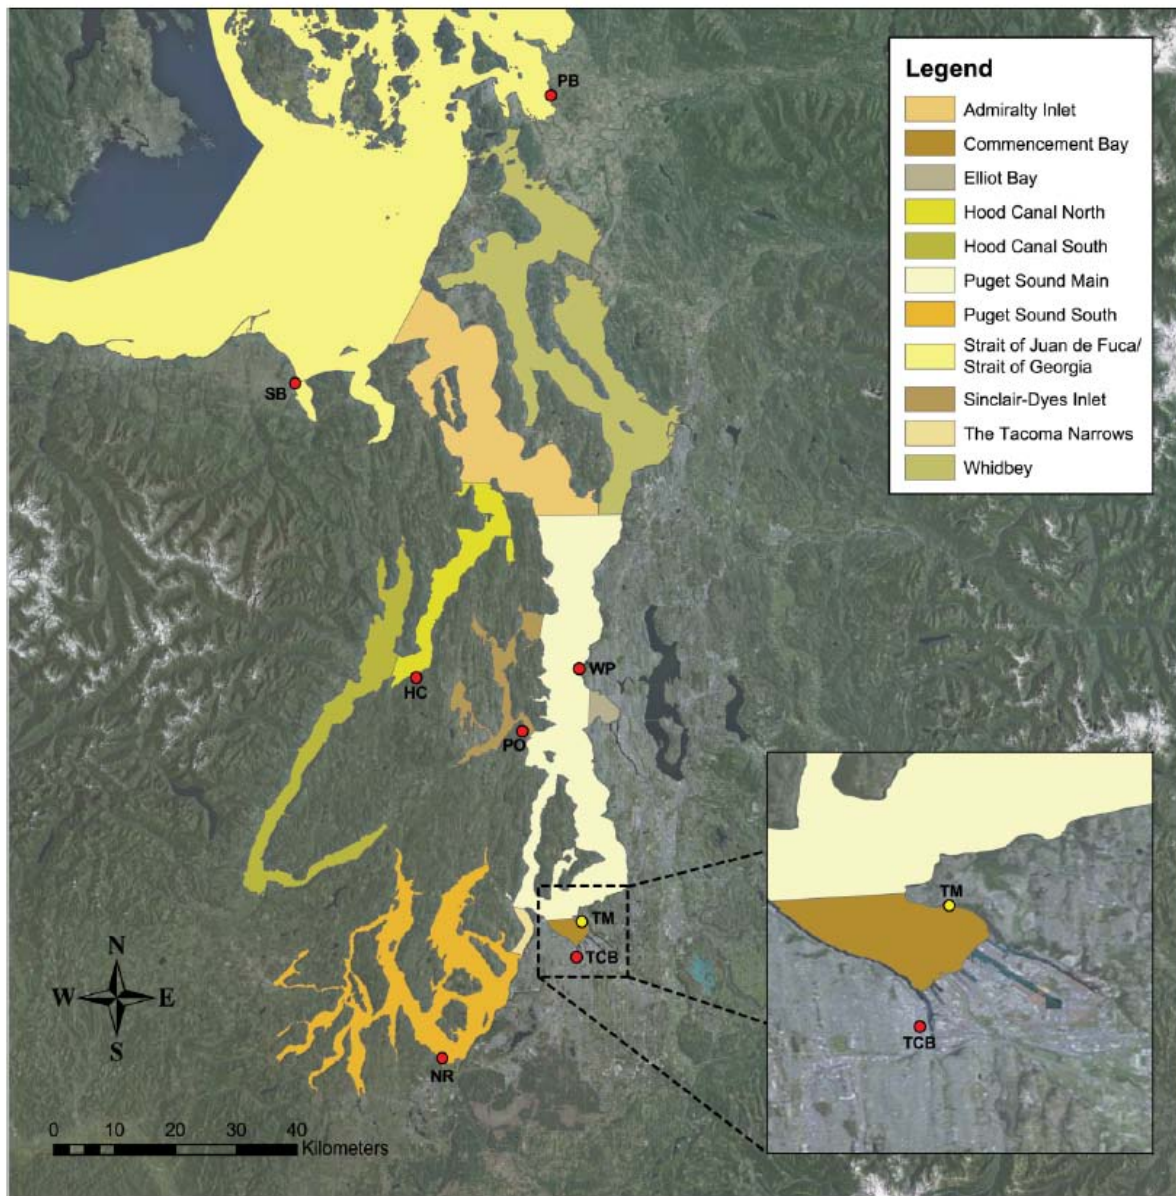 Legend
Admiralty Inlet
Commencement Bay
Elliot Bay
Hood Canal North
Hood Canal South
Puget Sound Main
Puget Sound South
Strait of Juan de Fuca/
Strait of Georgia
Sinclair-Dyes Inlet
The Tacoma Narrows
Whidbey
PB
SB
WP
HC
PO
TM
TCB
TM
TCB
NR
N
W
E
S
0 10 20 30 40
Kilometers